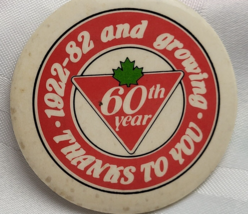 · 1922-82 and growing ·
60th
year
THANKS TO YOU